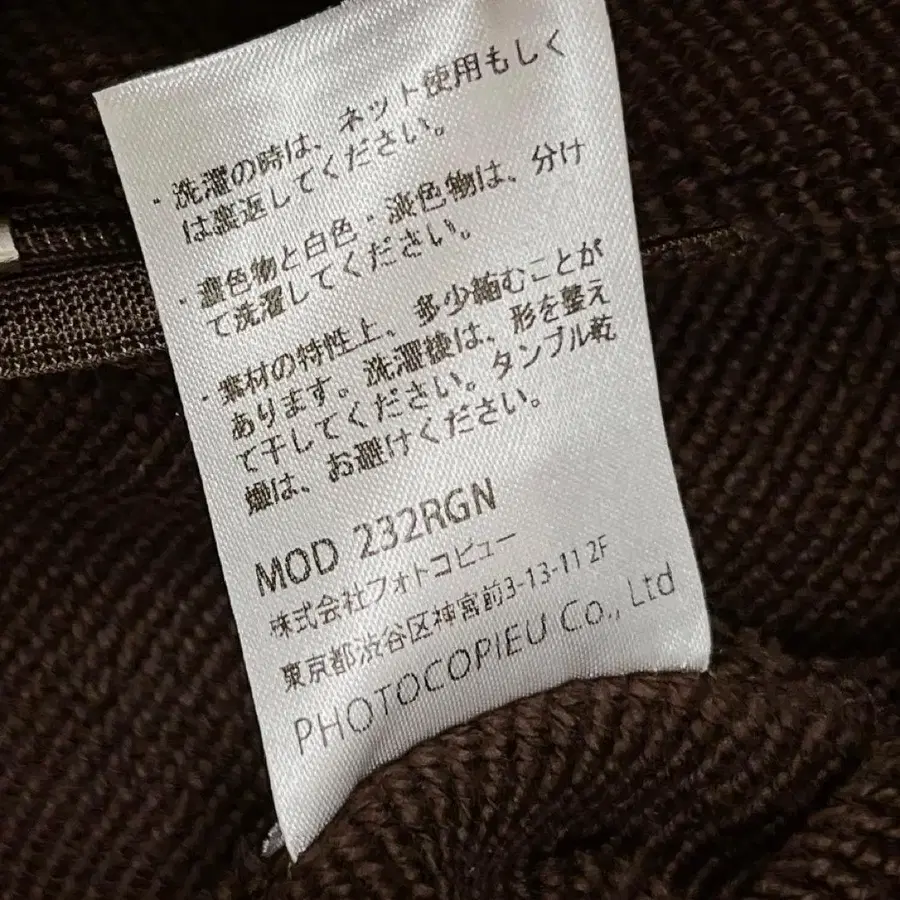 ・洗濯の時は、ネット使用もしく
は裏返してください。
・濃色物と白色・淡色物は、分け
て洗濯してください。
・素材の特性上、多少縮むことが
あります。洗濯後は、形を整え
て干してください。タンブル乾
燥は、お避けください。
MOD 232RGN
株式会社フォトコピュー
東京都渋谷区神宮前3-13-11 2F
PHOTOCOPIEU Co., Ltd